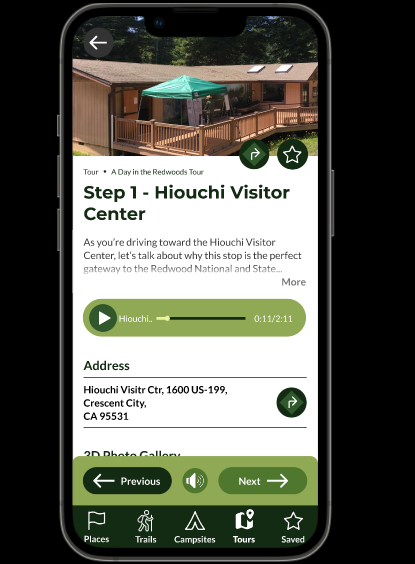 Tour • A Day in the Redwoods Tour
Step 1 - Hiouchi Visitor
Center
As you're driving toward the Hiouchi Visitor
Center, let's talk about why this stop is the perfect
gateway to the Redwood National and State...
More
Hiouchi.. 0:11/2:11
Address
Hiouchi Visitr Ctr, 1600 US-199,
Crescent City,
CA 95531
3D Photo Gallery
Previous Next
Places Trails Campsites Tours Saved